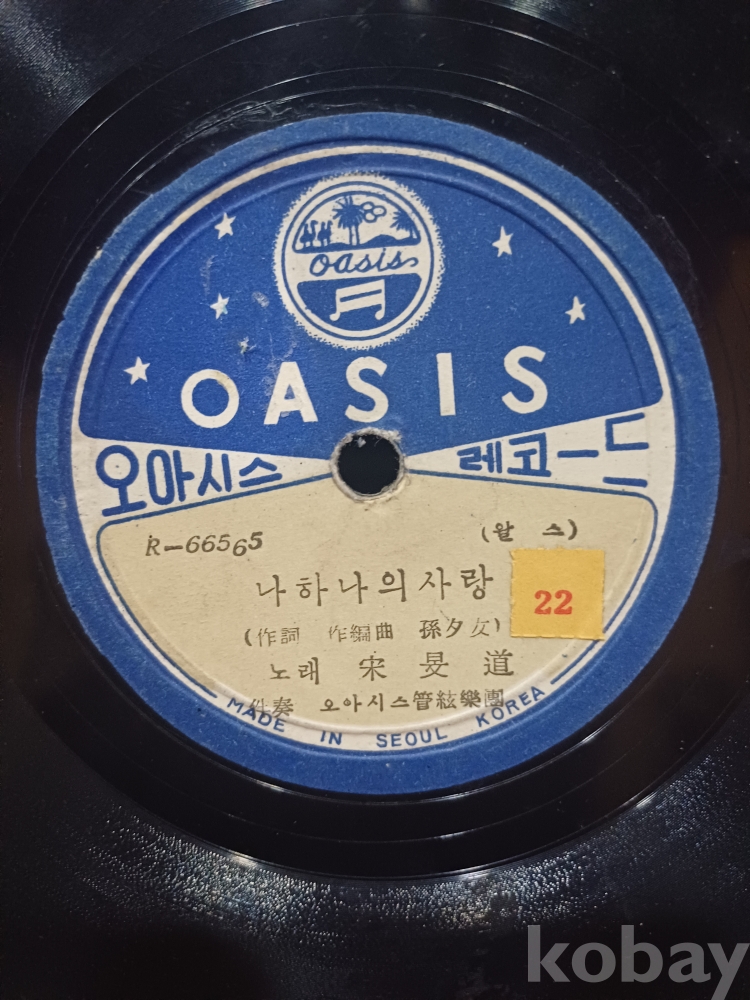 oasis
OASIS
오아시스 레코ー드
R-66565 (왈 스)
나하나의사랑
22
(作詞 作編曲 孫夕友)
노래 宋旻道
伴奏 오아시스管絃樂團
MADE IN SEOUL KOREA
kobay